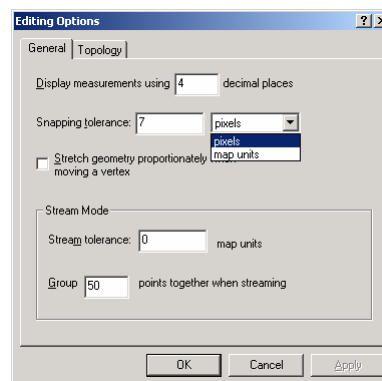 Editing Options
General Topology
Display measurements using 4 decimal places
Snapping tolerance: 7 pixels
pixels
map units
Stretch geometry proportionately
moving a vertex
Stream Mode
Stream tolerance: 0 map units
Group 50 points together when streaming
OK Cancel Apply